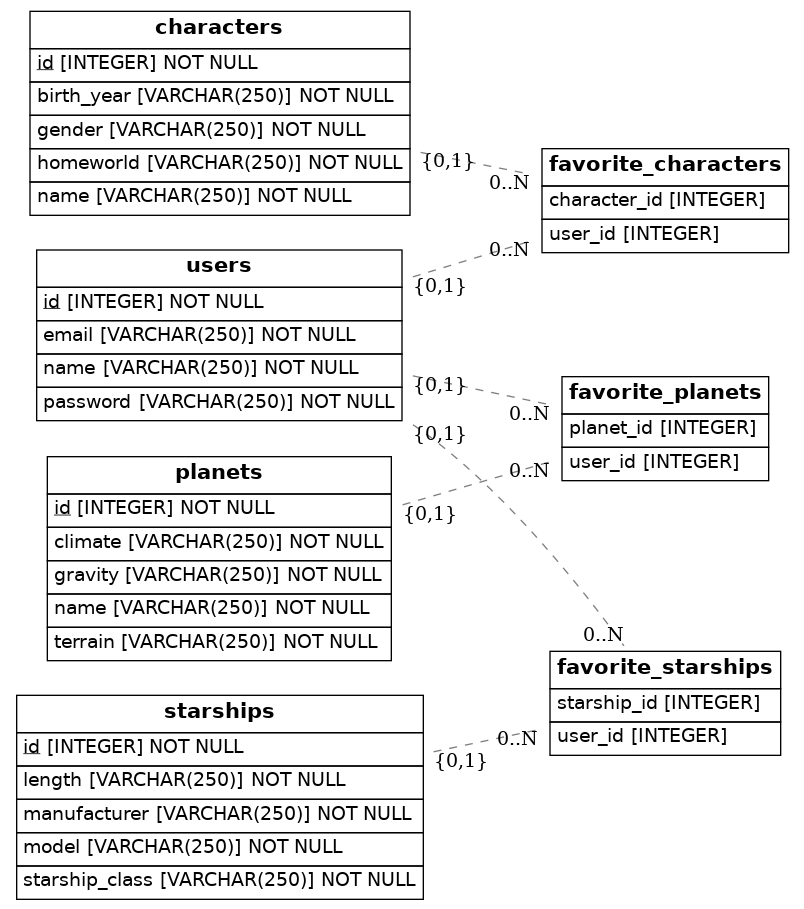 characters
id [INTEGER] NOT NULL
birth_year [VARCHAR(250)] NOT NULL
gender [VARCHAR(250)] NOT NULL
homeworld [VARCHAR(250)] NOT NULL
name [VARCHAR(250)] NOT NULL
{0,1}
0..N
favorite_characters
character_id [INTEGER]
user_id [INTEGER]
users
id [INTEGER] NOT NULL
email [VARCHAR(250)] NOT NULL
name [VARCHAR(250)] NOT NULL
password [VARCHAR(250)] NOT NULL
0..N
{0,1}
{0,1}
0..N
{0,1}
0..N
favorite_planets
planet_id [INTEGER]
user_id [INTEGER]
planets
id [INTEGER] NOT NULL
climate [VARCHAR(250)] NOT NULL
gravity [VARCHAR(250)] NOT NULL
name [VARCHAR(250)] NOT NULL
terrain [VARCHAR(250)] NOT NULL
{0,1}
0..N
favorite_starships
starship_id [INTEGER]
user_id [INTEGER]
starships
id [INTEGER] NOT NULL
length [VARCHAR(250)] NOT NULL
manufacturer [VARCHAR(250)] NOT NULL
model [VARCHAR(250)] NOT NULL
starship_class [VARCHAR(250)] NOT NULL
0..N
{0,1}